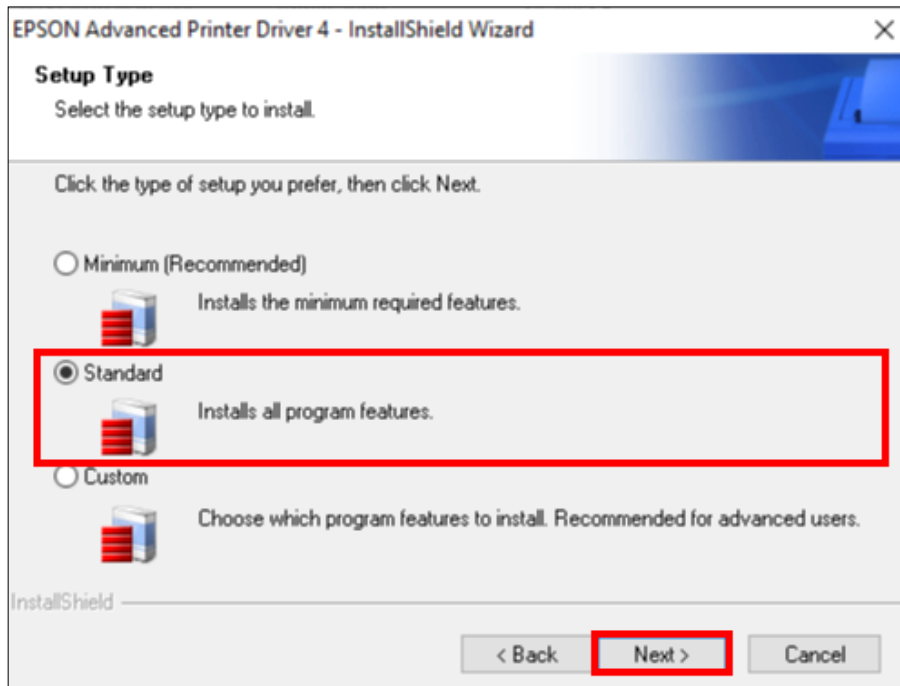 EPSON Advanced Printer Driver 4 - InstallShield Wizard
Setup Type
Select the setup type to install.
Click the type of setup you prefer, then click Next.
Minimum (Recommended)
Installs the minimum required features.
Standard
Installs all program features.
Custom
Choose which program features to install. Recommended for advanced users.
InstallShield
< Back Next > Cancel